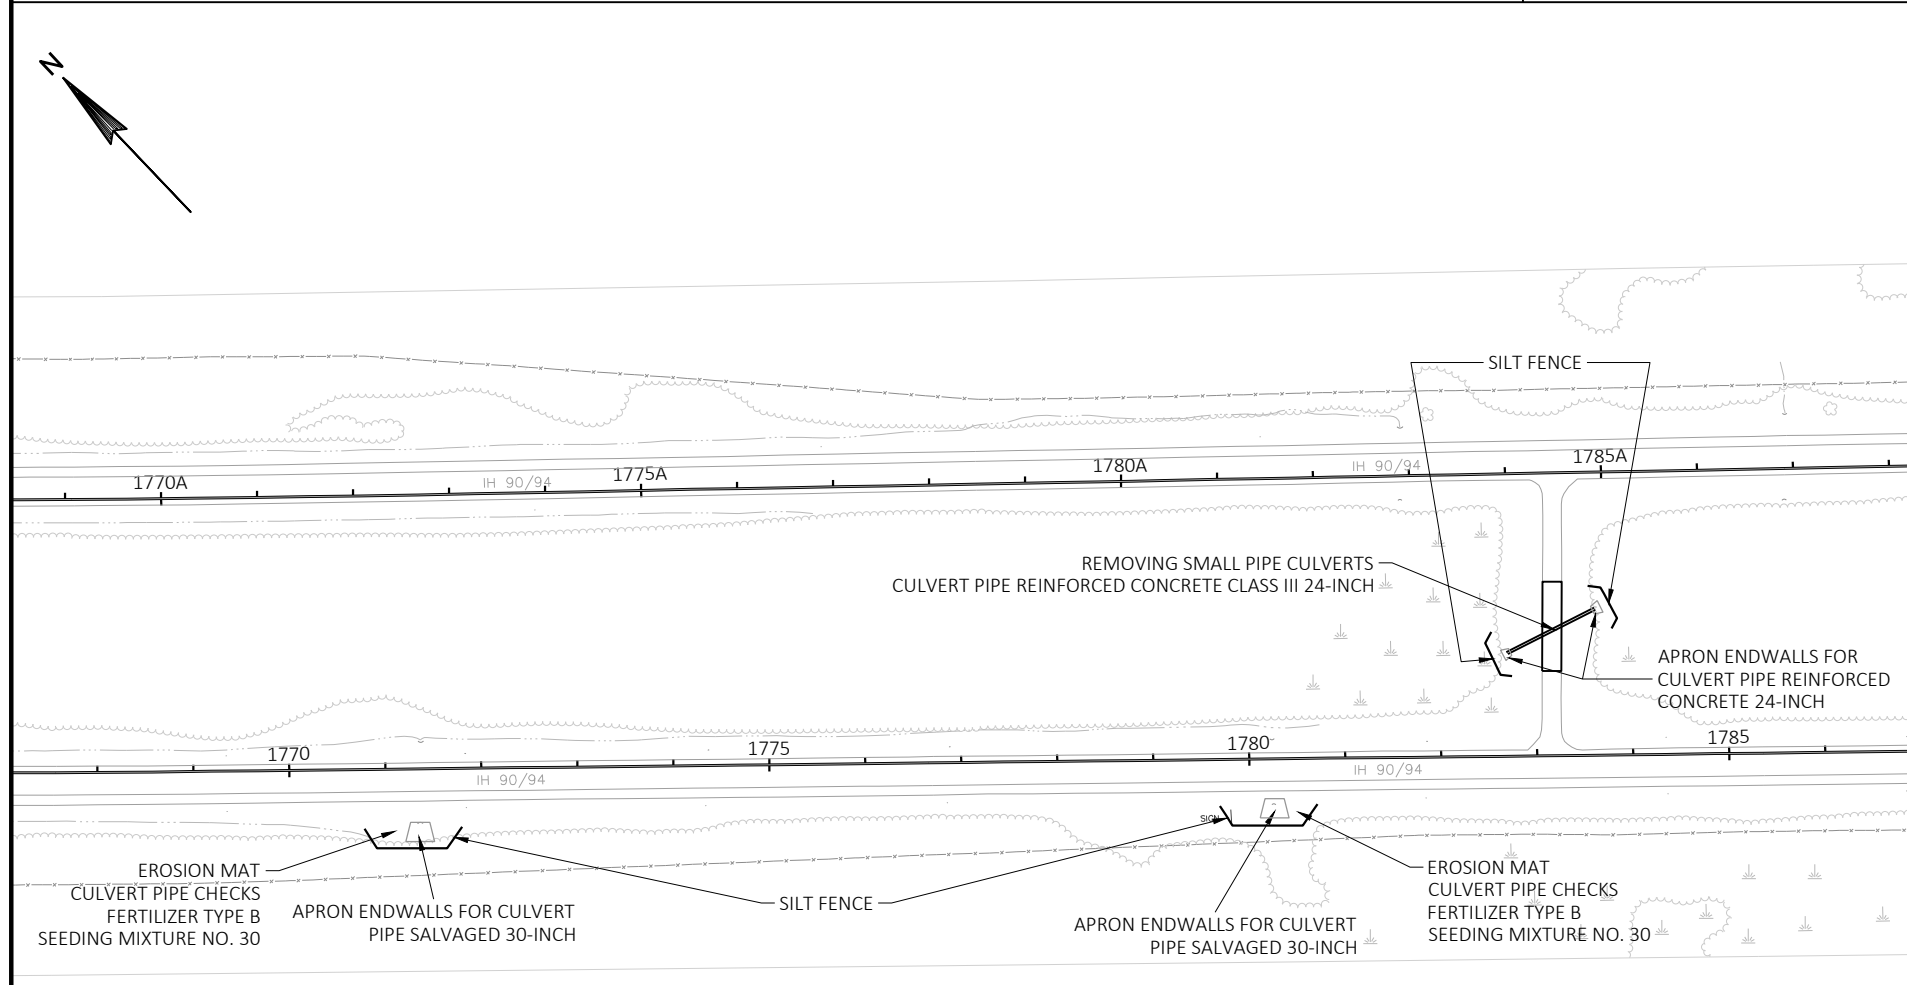 N
SILT FENCE
1770A
IH 90/94
1775A
1780A
IH 90/94
1785A
REMOVING SMALL PIPE CULVERTS
CULVERT PIPE REINFORCED CONCRETE CLASS III 24-INCH
APRON ENDWALLS FOR
CULVERT PIPE REINFORCED
CONCRETE 24-INCH
1770
IH 90/94
1775
1780
IH 90/94
1785
SIGN
EROSION MAT
CULVERT PIPE CHECKS
FERTILIZER TYPE B
SEEDING MIXTURE NO. 30
APRON ENDWALLS FOR CULVERT
PIPE SALVAGED 30-INCH
SILT FENCE
APRON ENDWALLS FOR CULVERT
PIPE SALVAGED 30-INCH
EROSION MAT
CULVERT PIPE CHECKS
FERTILIZER TYPE B
SEEDING MIXTURE NO. 30